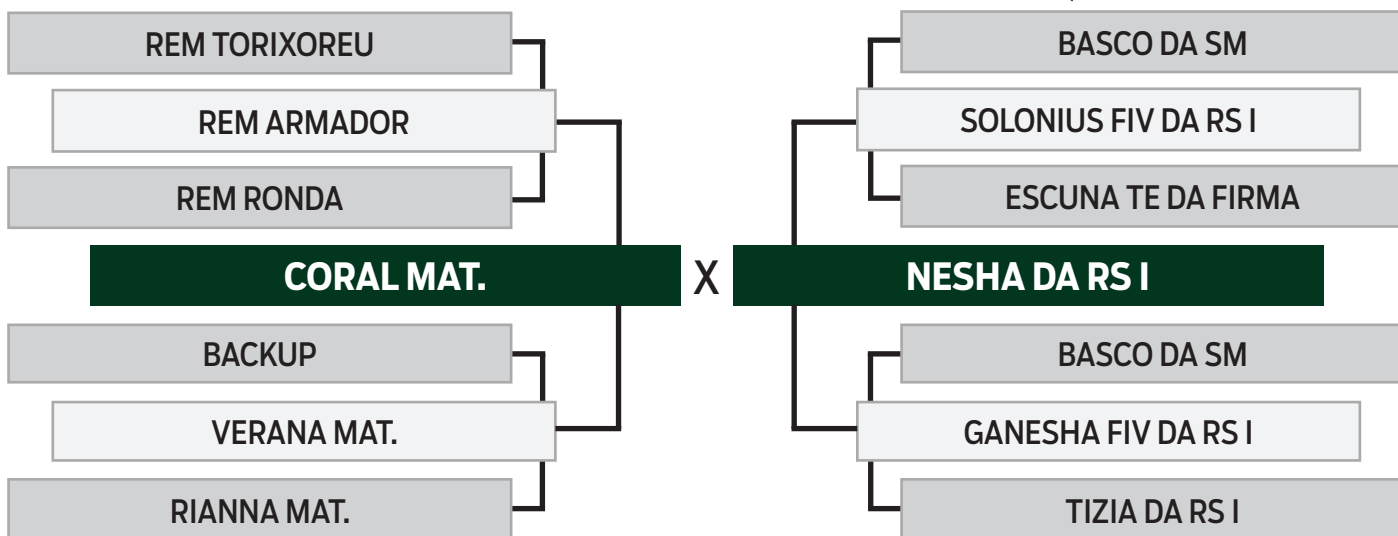 REM TORIXOREU
REM ARMADOR
REM RONDA
CORAL MAT.
BACKUP
VERANA MAT.
RIANNA MAT.
X
BASCO DA SM
SOLONIUS FIV DA RS I
ESCUNA TE DA FIRMA
NESHA DA RS I
BASCO DA SM
GANESHA FIV DA RS I
TIZIA DA RS I